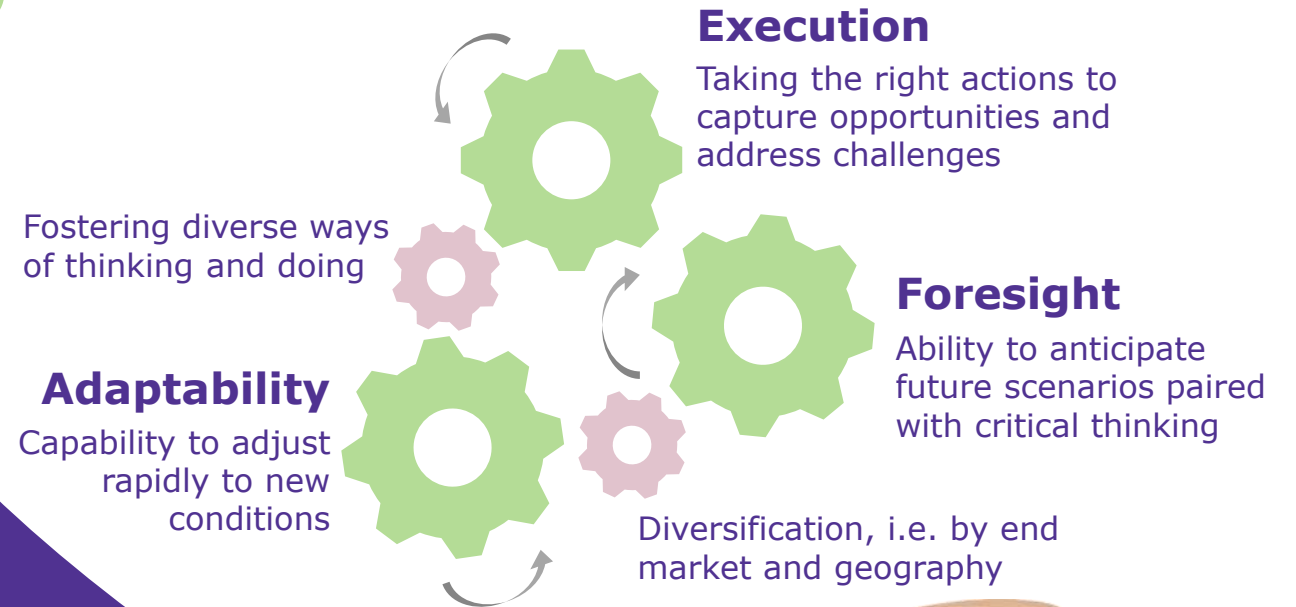 Execution
Taking the right actions to
capture opportunities and
address challenges
Fostering diverse ways
of thinking and doing
Foresight
Ability to anticipate
future scenarios paired
with critical thinking
Adaptability
Capability to adjust
rapidly to new
conditions
Diversification, i.e. by end
market and geography